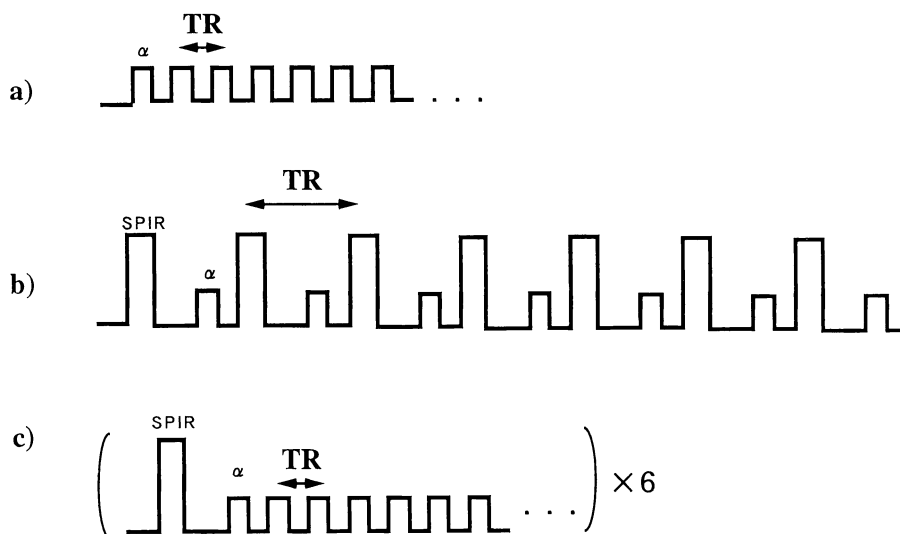 TR
α
a)
. . .
TR
SPIR
α
b)
SPIR
c)
α
TR
. . .
×6